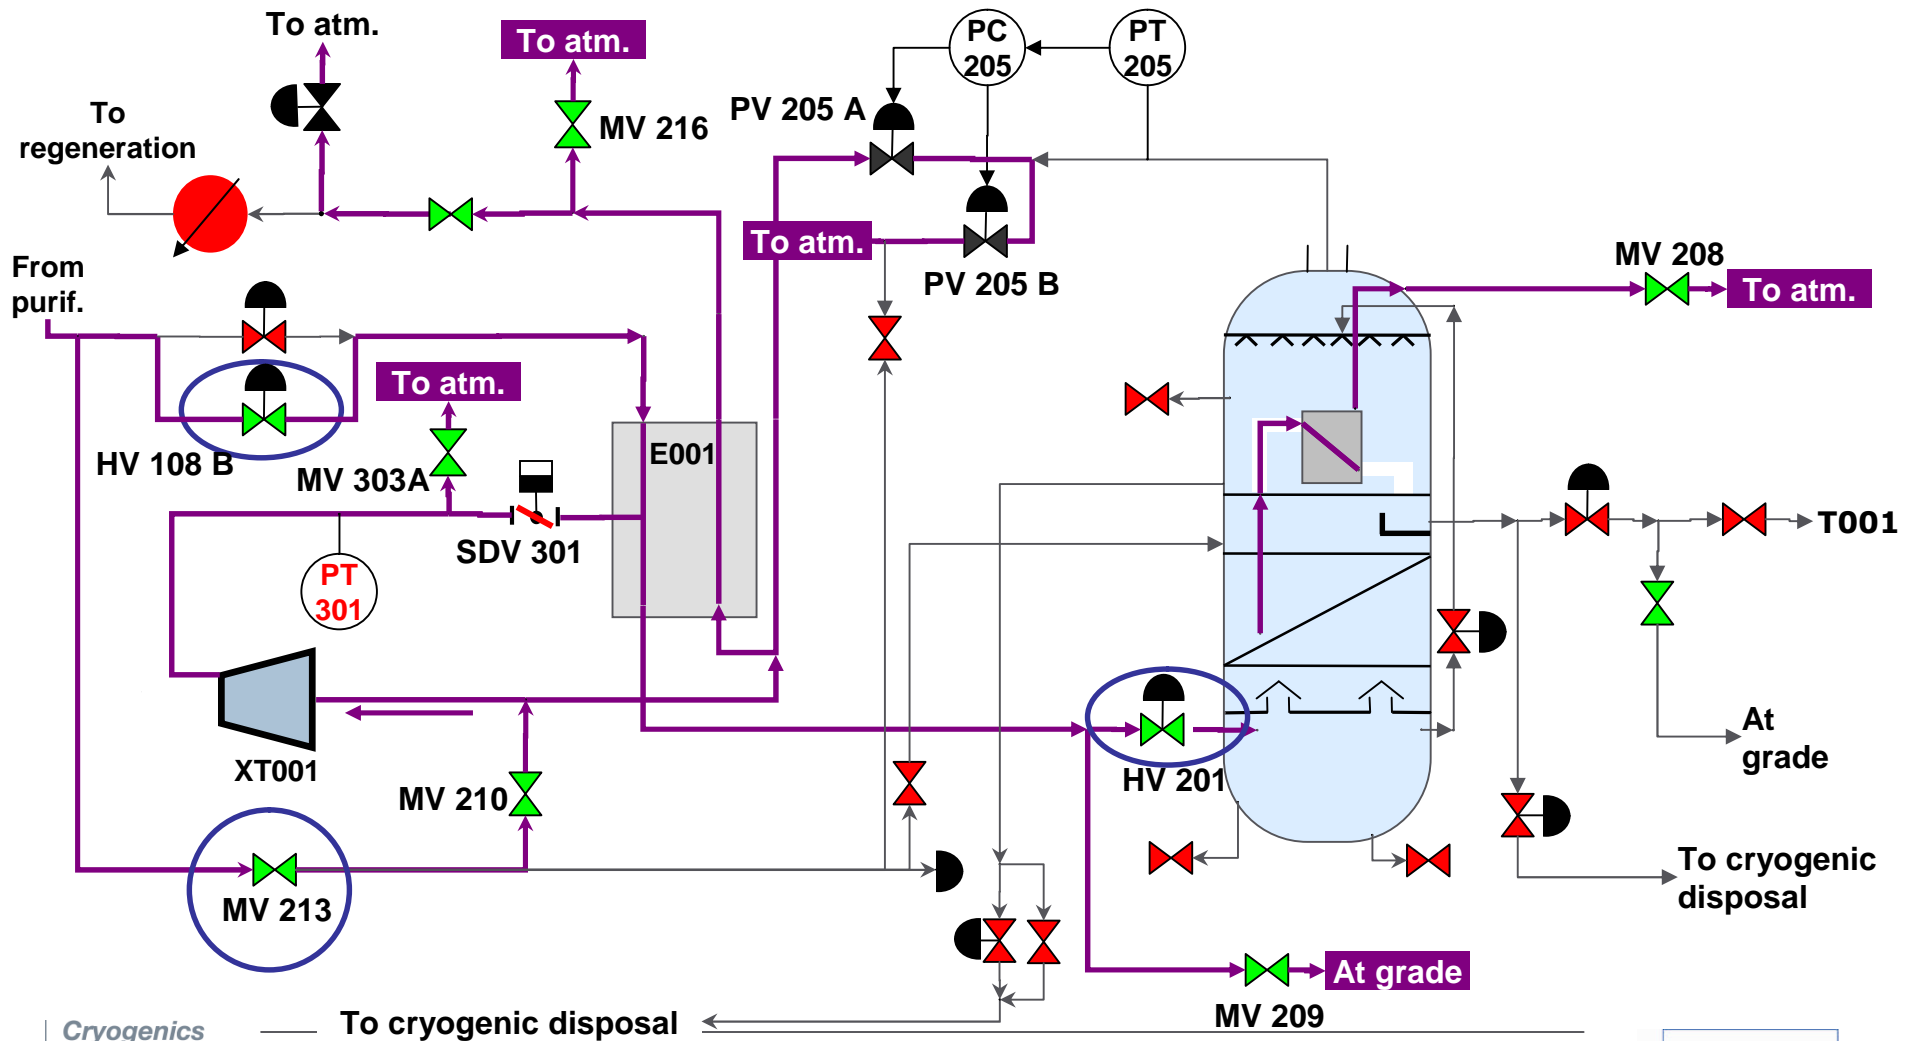 To atm.
To atm.
PC
205
PT
205
To
regeneration
MV 216
PV 205 A
To atm.
PV 205 B
MV 208
To atm.
From
purif.
To atm.
HV 108 B
MV 303A
E001
SDV 301
T001
PT
301
XT001
MV 210
HV 201
At
grade
MV 213
To cryogenic
disposal
At grade
MV 209
Cryogenics
To cryogenic disposal